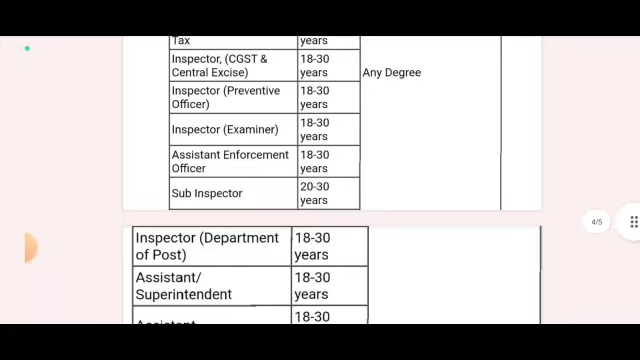 Tax
years
Inspector, (CGST &
Central Excise)
18-30
years
Any Degree
Inspector (Preventive
Officer)
18-30
years
Inspector (Examiner)
18-30
years
Assistant Enforcement
Officer
18-30
years
Sub Inspector
20-30
years
4/5
Inspector (Department
of Post)
18-30
years
Assistant/
Superintendent
18-30
years
Assistant
18-30